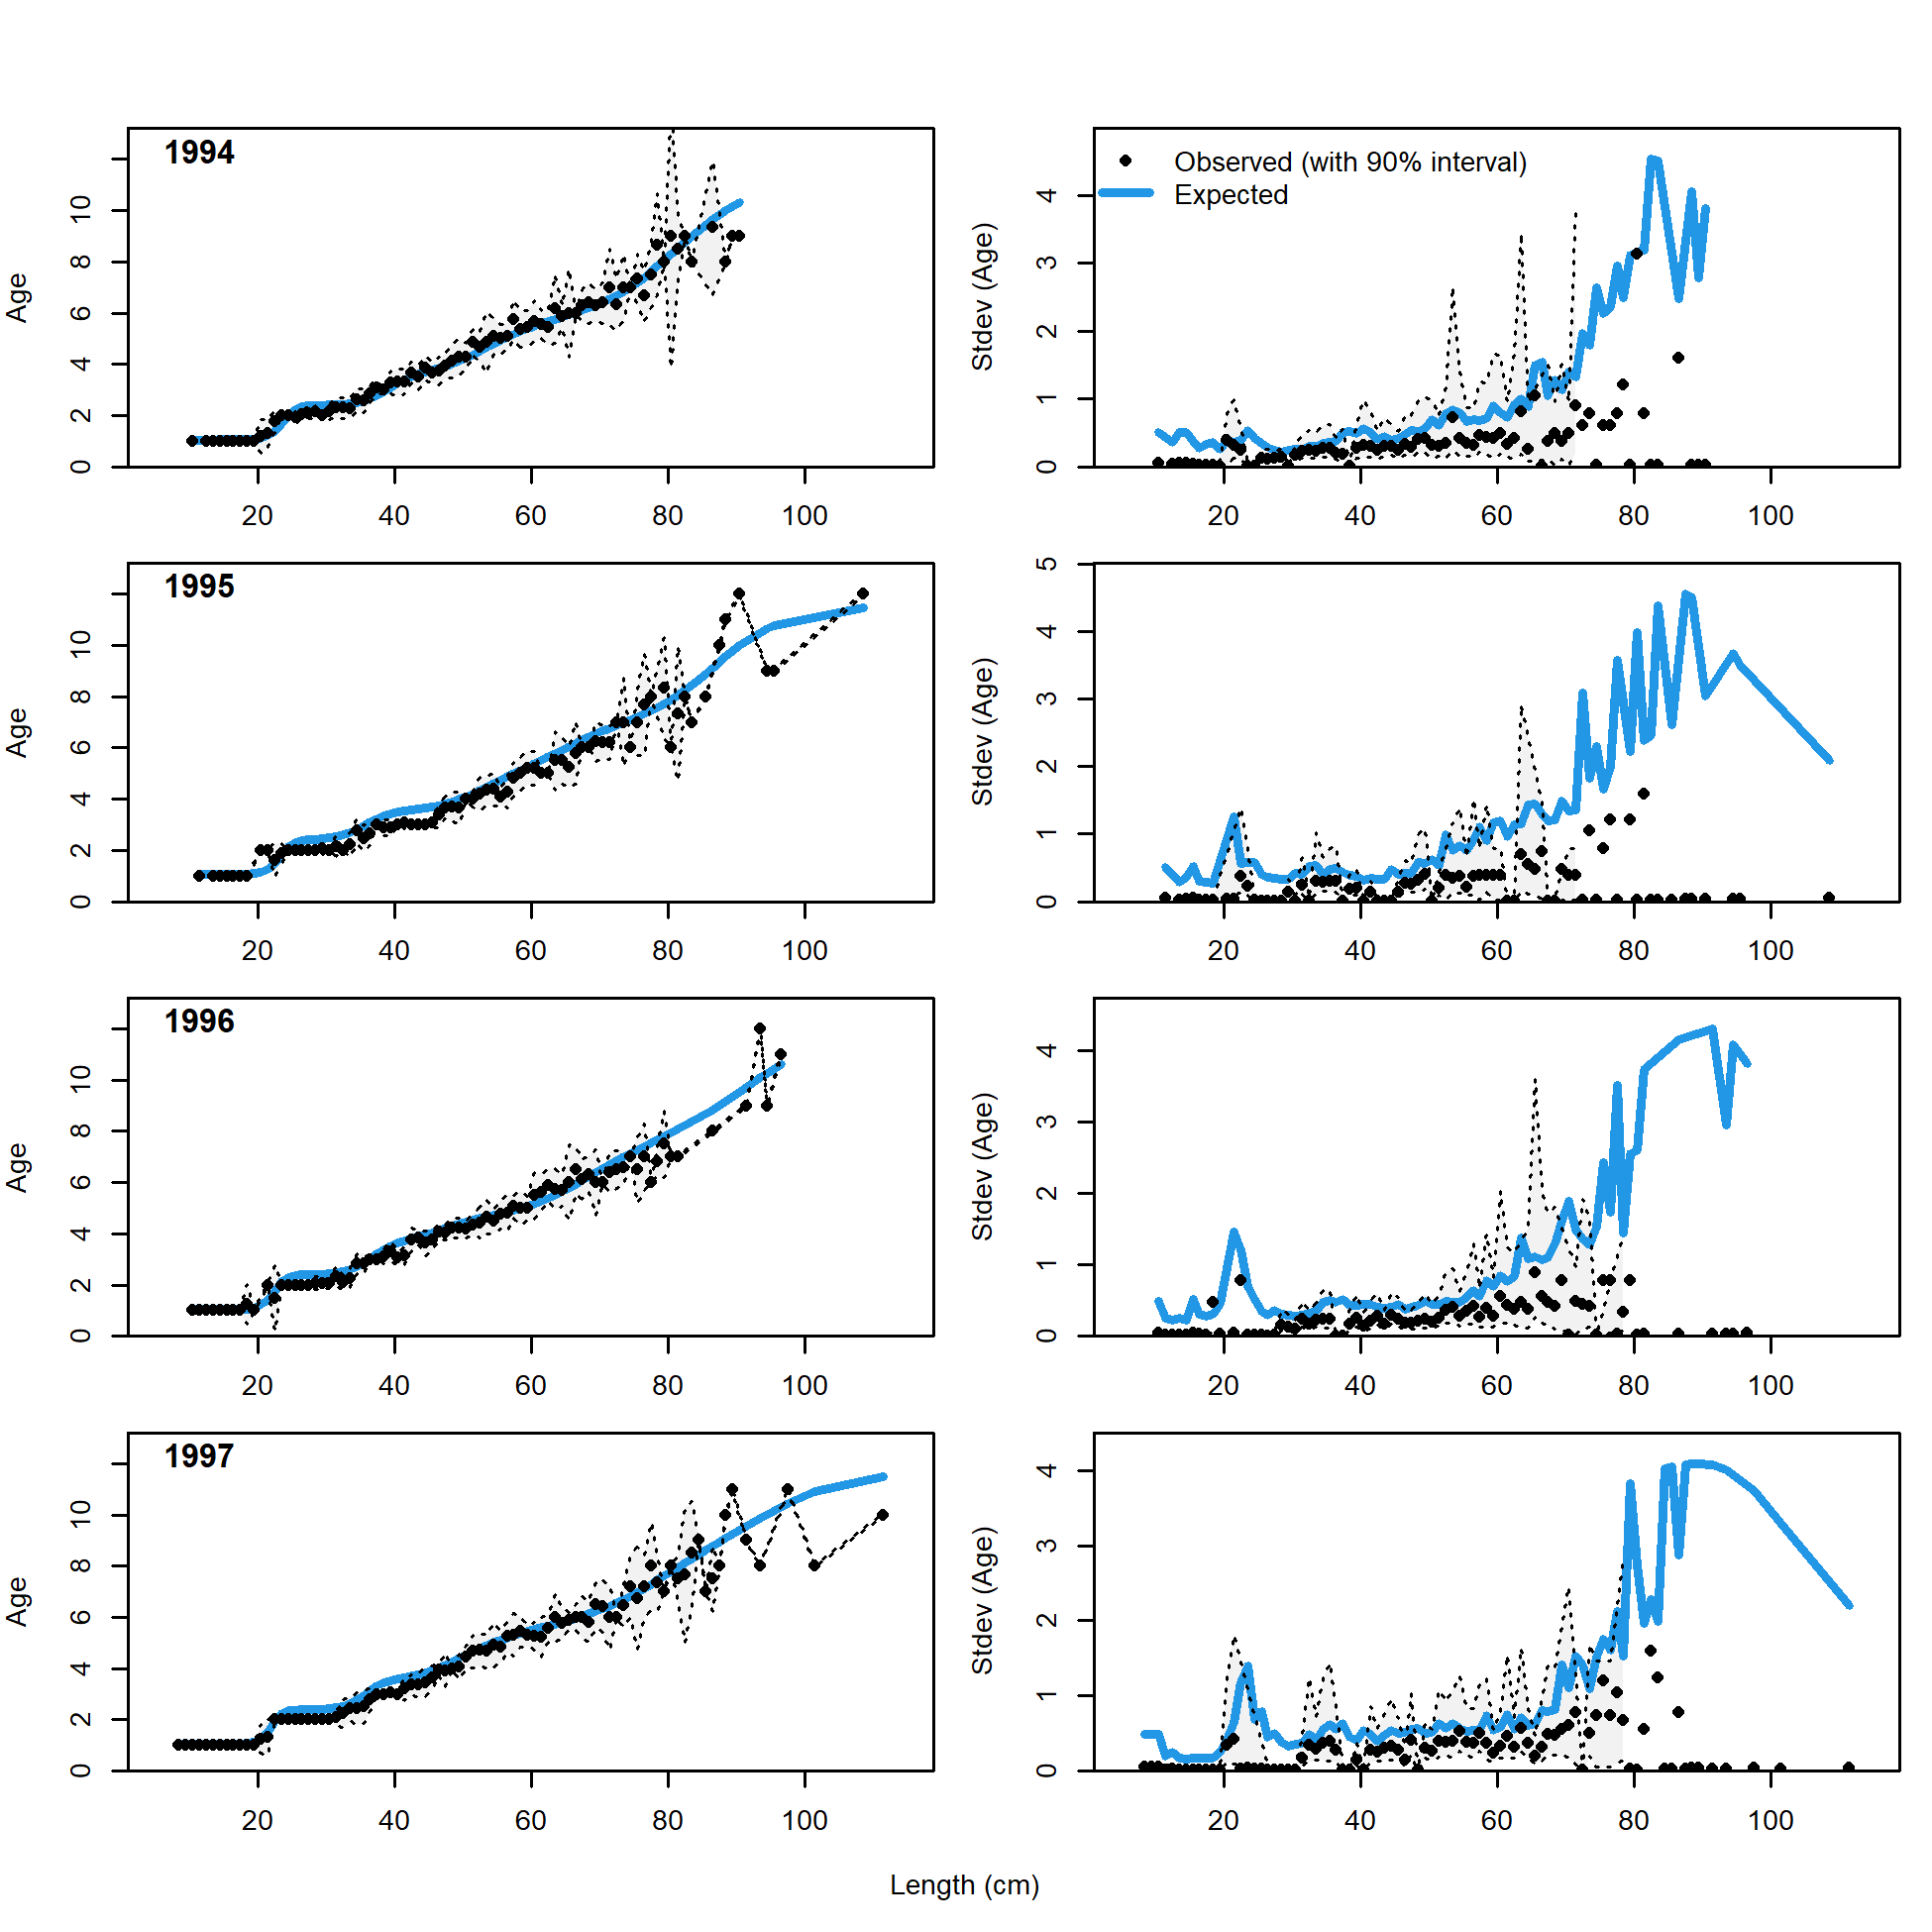 1994
Age
0 2 4 6 8 10
20 40 60 80 100
Observed (with 90% interval)
Expected
Stdev (Age)
0 1 2 3 4
20 40 60 80 100
1995
Age
0 2 4 6 8 10
20 40 60 80 100
Stdev (Age)
0 1 2 3 4 5
20 40 60 80 100
1996
Age
0 2 4 6 8 10
20 40 60 80 100
Stdev (Age)
0 1 2 3 4
20 40 60 80 100
1997
Age
0 2 4 6 8 10
20 40 60 80 100
Stdev (Age)
0 1 2 3 4
20 40 60 80 100
Length (cm)